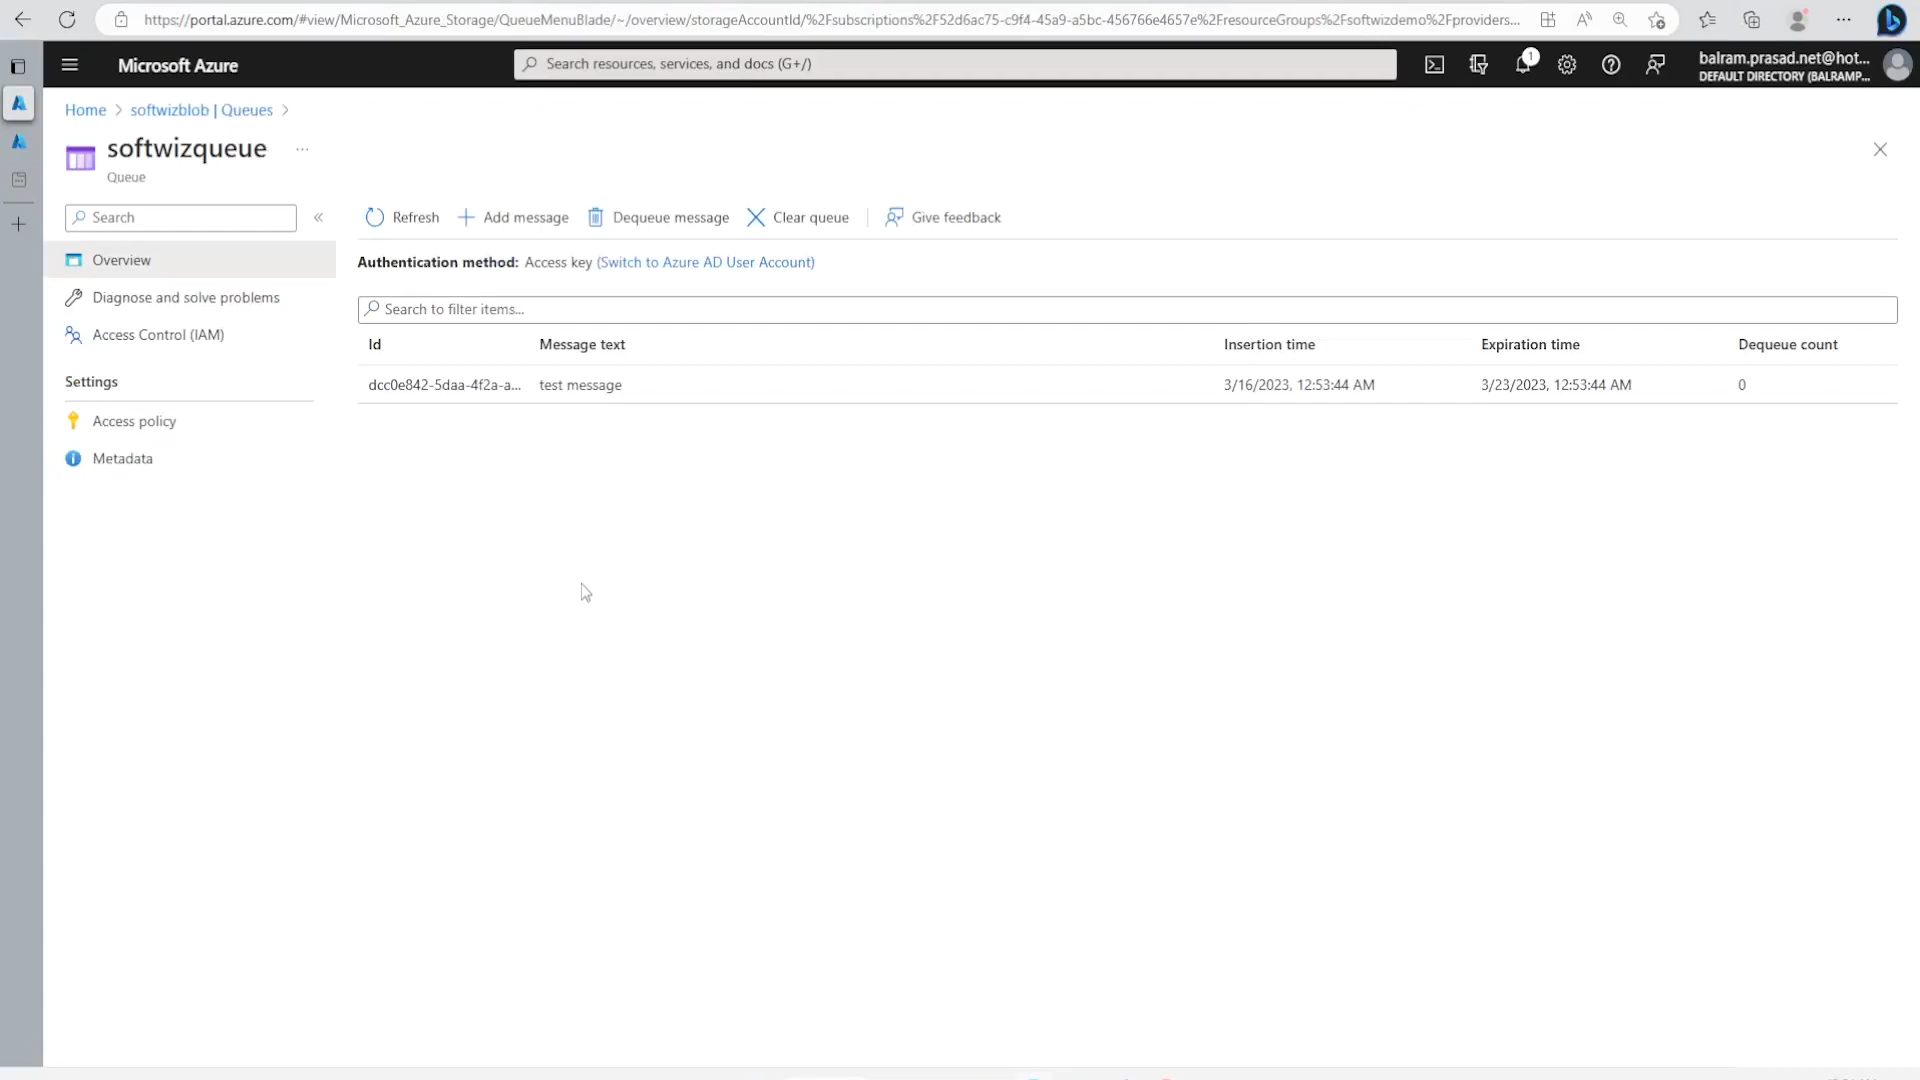 https://portal.azure.com/#view/Microsoft_Azure_Storage/QueueMenuBlade/~/overview/storageAccountId/%2Fsubscriptions%2F52d6ac75-c9f4-45a9-a5bc-456766e4657e%2FresourceGroups%2Fsoftwizdemo%2Fproviders...
Microsoft Azure
Search resources, services, and docs (G+/)
1
balram.prasad.net@hot...
DEFAULT DIRECTORY (BALRAMP...
Home > softwizblob | Queues >
softwizqueue ...
Queue
Search «
Refresh Add message Dequeue message Clear queue Give feedback
Overview
Diagnose and solve problems
Access Control (IAM)
Settings
Access policy
Metadata
Authentication method: Access key (Switch to Azure AD User Account)
Search to filter items...
Id Message text Insertion time Expiration time Dequeue count
dcc0e842-5daa-4f2a-a... test message 3/16/2023, 12:53:44 AM 3/23/2023, 12:53:44 AM 0